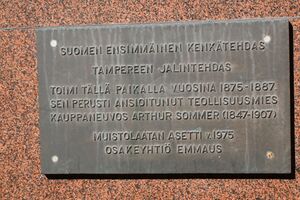 SUOMEN ENSIMMÄINEN KENKÄTEHDAS
TAMPEREEN JALINTEHDAS
TOIMI TÄLLÄ PAIKALLA VUOSINA 1875-1887
SEN PERUSTI ANSIOITUNUT TEOLLISUUSMIES
KAUPPANEUVOS ARTHUR SOMMER (1847-1907)
MUISTOLAATAN ASETTI v.1975
OSAKEYHTIÖ EMMAUS